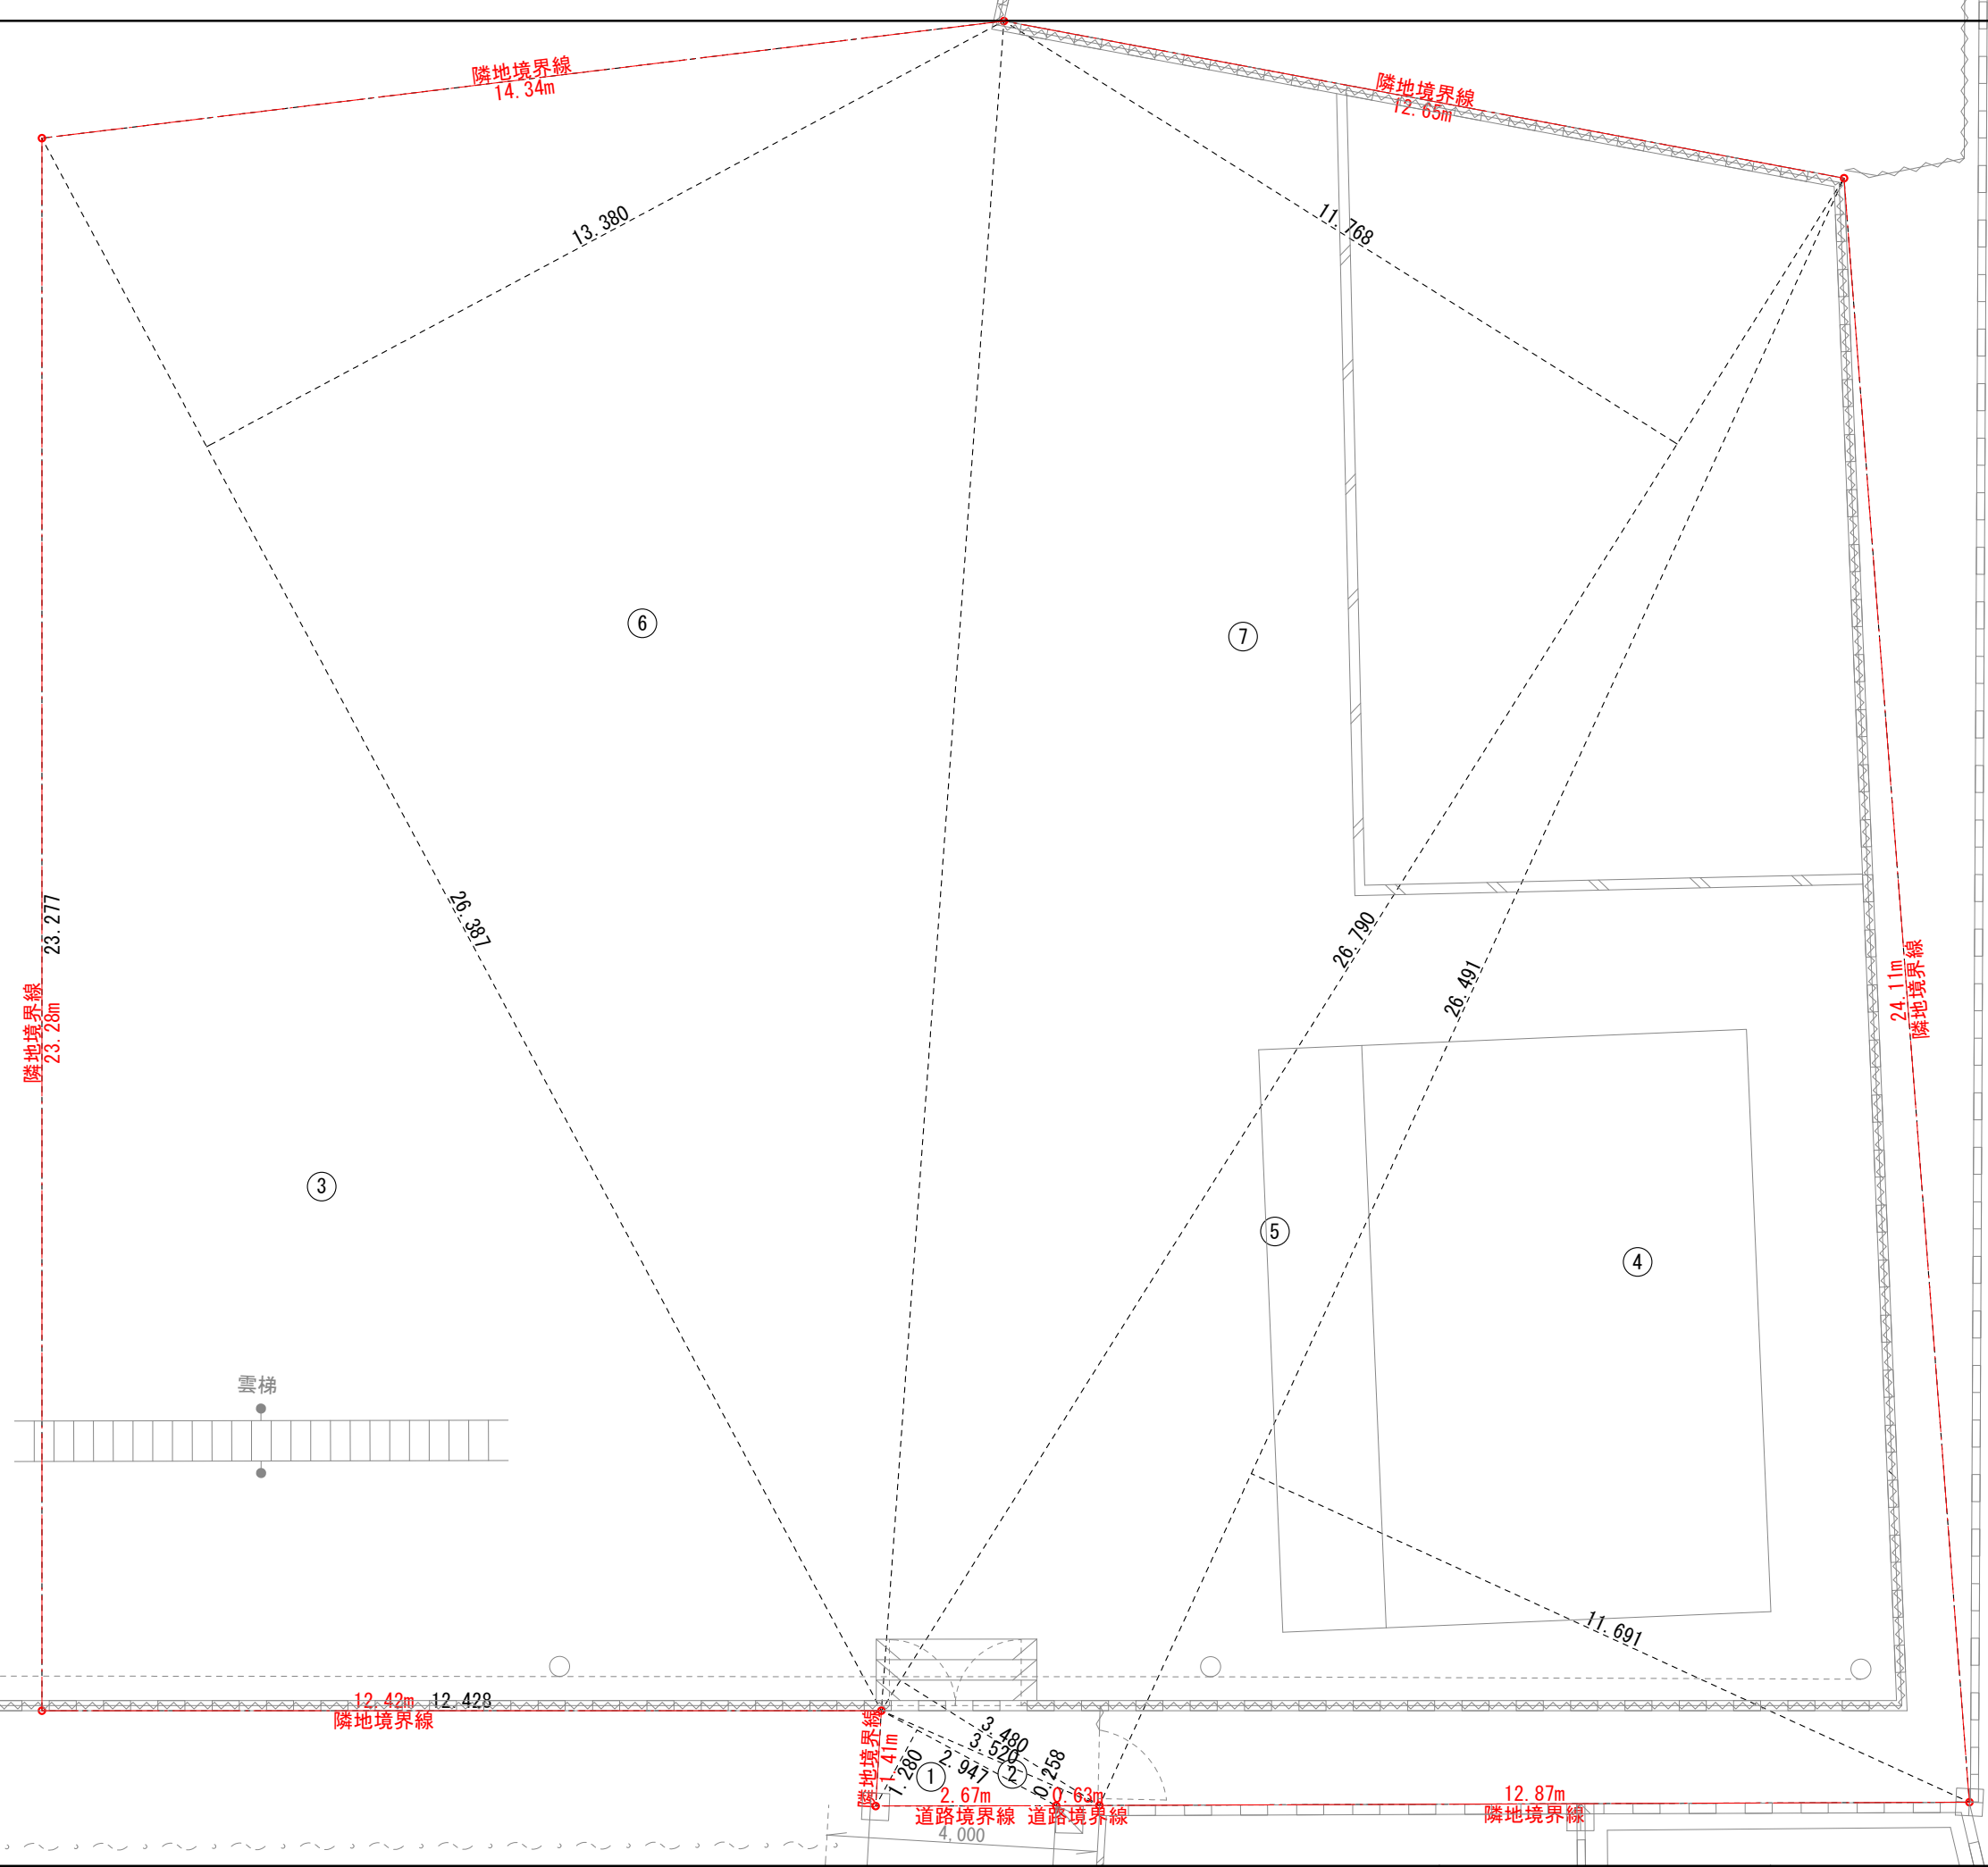 隣地境界線
14.34m
隣地境界線
12.65m
13.380
11.768
⑥
⑦
23.277
26.387
26.790
26.491
隣地境界線
23.28m
24.11m
隣地境界線
③
⑤
④
雲梯
11.691
12.42m
12.428
隣地境界線
隣地境界線
1.41m
3.480
3.520
2.947
1.280
0.258
①
②
2.67m
道路境界線
0.63m
道路境界線
12.87m
隣地境界線
4.000